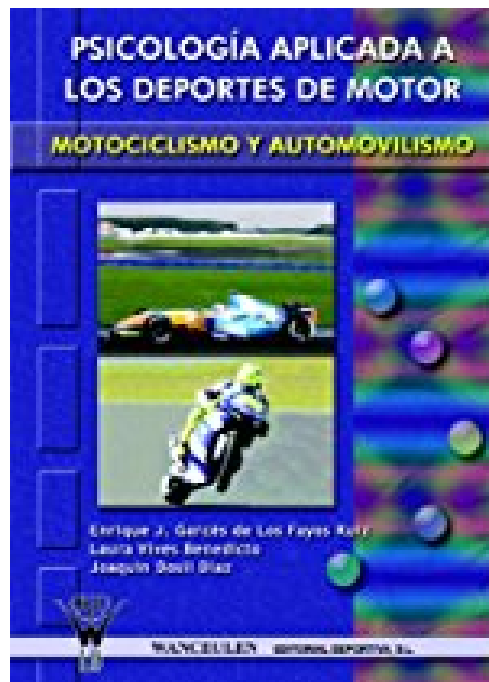 PSICOLOGÍA APLICADA A
LOS DEPORTES DE MOTOR
MOTOCICLISMO Y AUTOMOVILISMO
Enrique J. Garcés de Los Fayos Ruiz
Laura Vives Benedicto
Joaquín Dosil Díaz
WANCEULEN EDITORIAL DEPORTIVA, S.L.